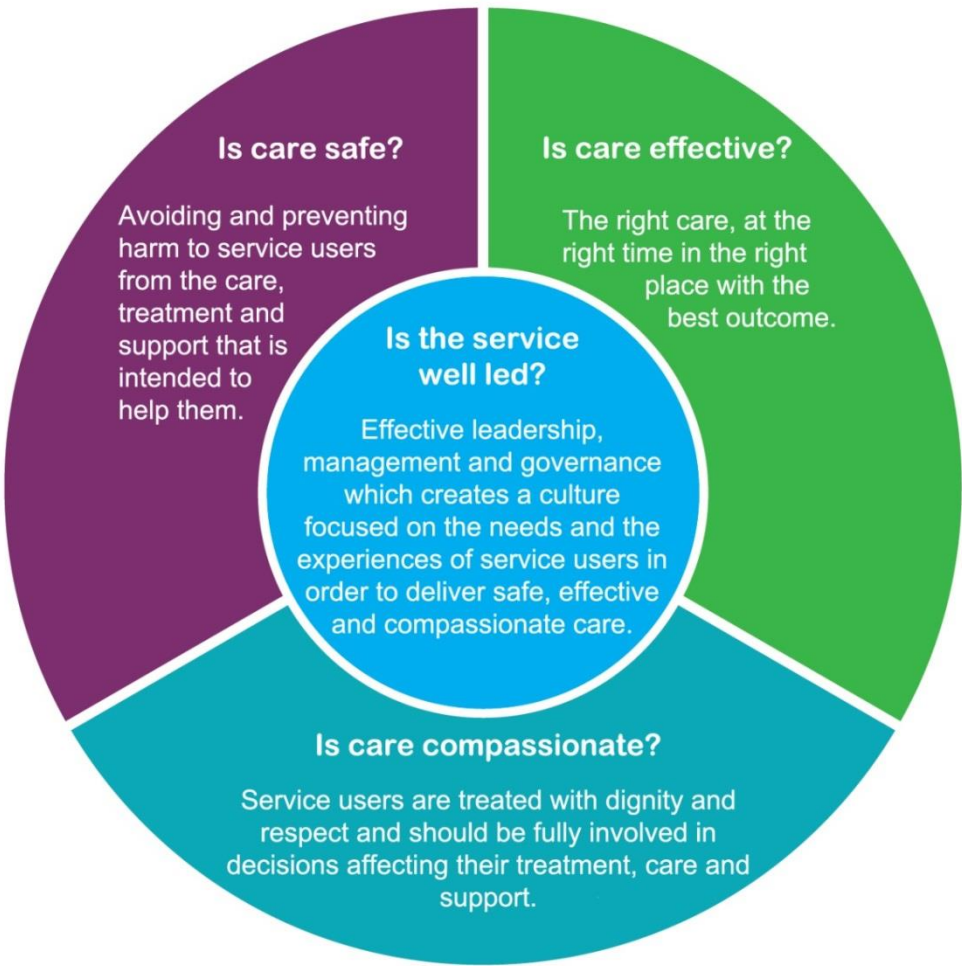 Is care safe?
Avoiding and preventing
harm to service users
from the care,
treatment and
support that is
intended to
help them.
Is care effective?
The right care, at the
right time in the right
place with the
best outcome.
Is the service
well led?
Effective leadership,
management and governance
which creates a culture
focused on the needs and the
experiences of service users in
order to deliver safe, effective
and compassionate care.
Is care compassionate?
Service users are treated with dignity and
respect and should be fully involved in
decisions affecting their treatment, care and
support.